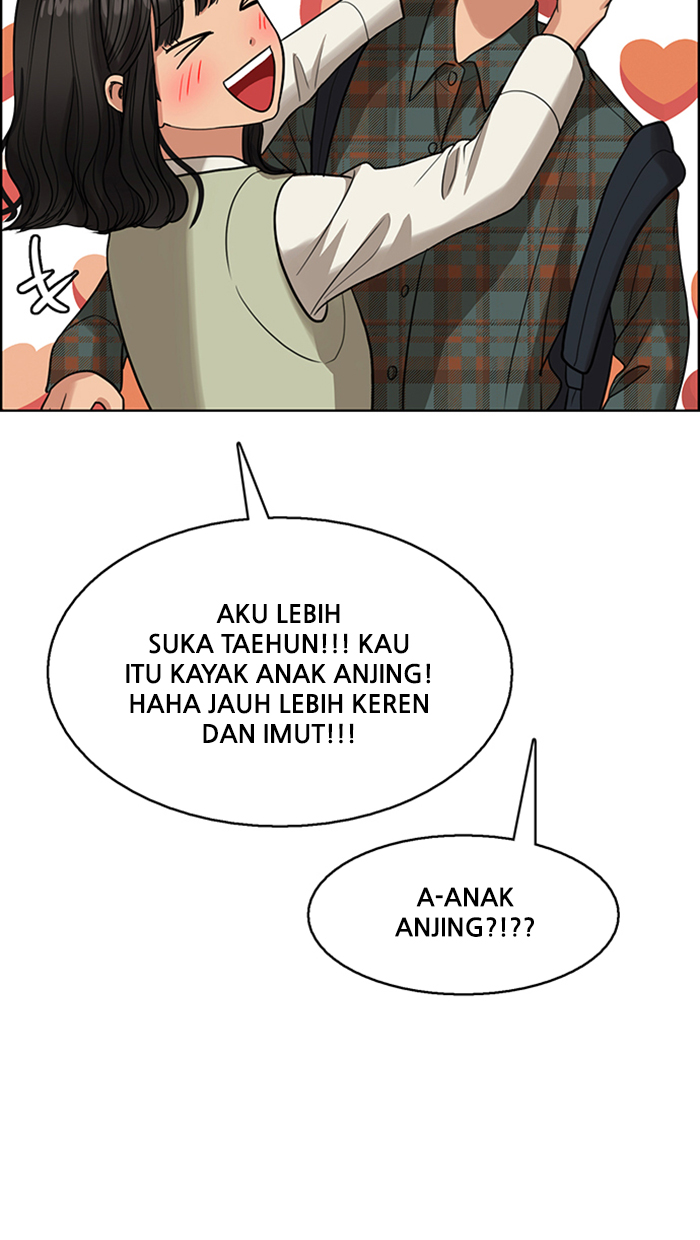 AKU LEBIH
SUKA TAEHUN!!! KAU
ITU KAYAK ANAK ANJING!
HAHA JAUH LEBIH KEREN
DAN IMUT!!!
A-ANAK
ANJING?!??